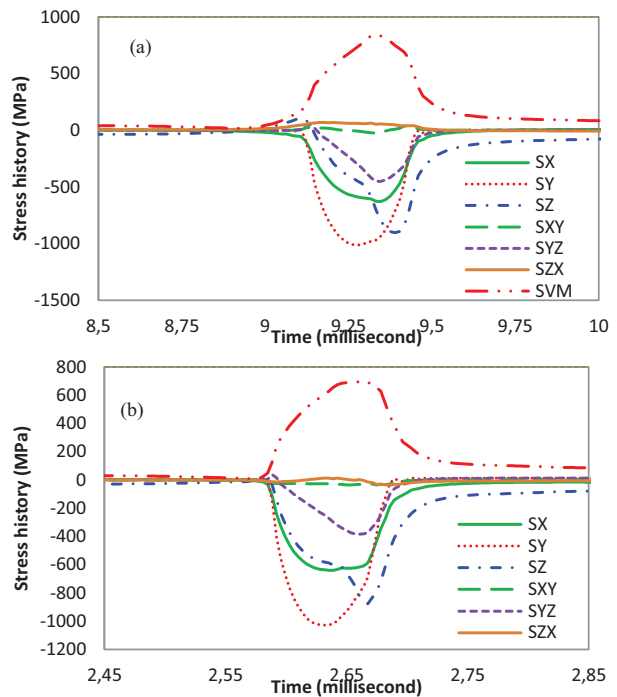 1000
(a)
500
0
-500
-1000
-1500
Stress history (MPa)
SX
SY
SZ
SXY
SYZ
SZX
SVM
8,5 8,75 9 9,25 9,5 9,75 10
Time (millisecond)
800
600
(b)
400
200
0
-200
-400
-600
-800
-1000
-1200
Stress history (MPa)
SX
SY
SZ
SXY
SYZ
SZX
2,45 2,55 2,65 2,75 2,85
Time (millisecond)